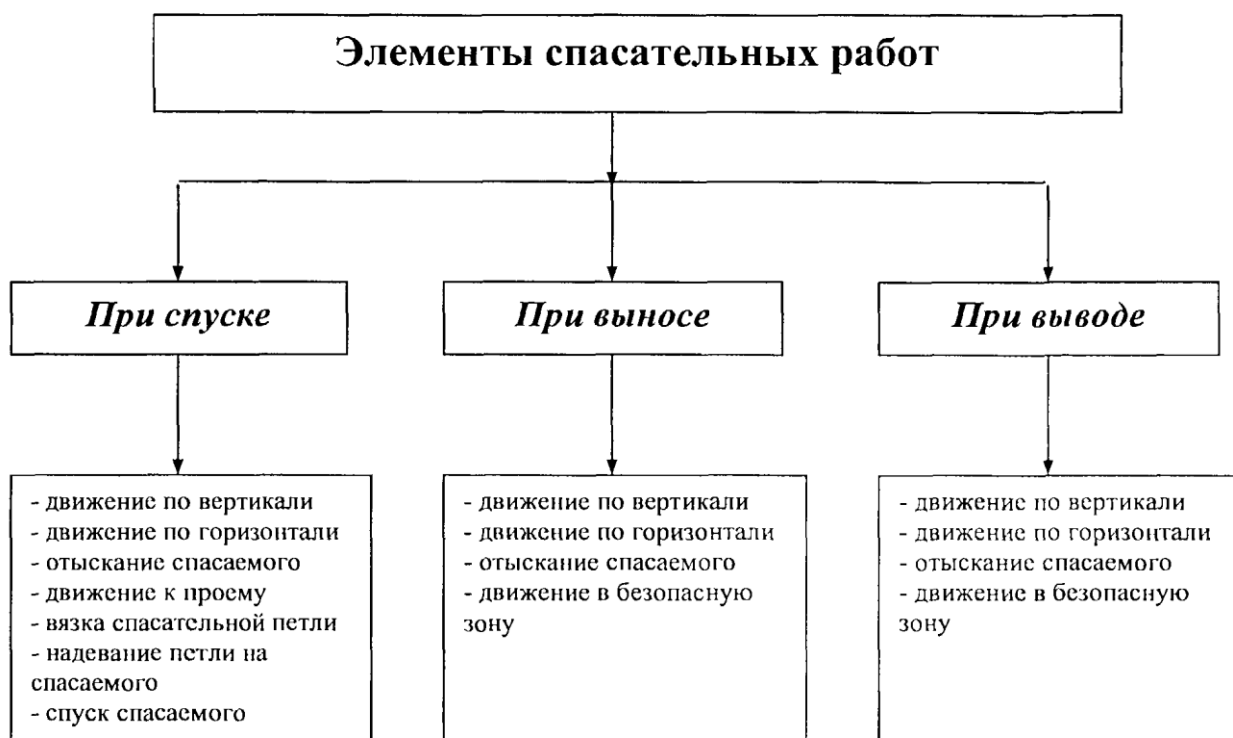 Элементы спасательных работ
При спуске
При выносе
При выводе
- движение по вертикали
- движение по горизонтали
- отыскание спасаемого
- движение к проему
- вязка спасательной петли
- надевание петли на
спасаемого
- спуск спасаемого
- движение по вертикали
- движение по горизонтали
- отыскание спасаемого
- движение в безопасную
зону
- движение по вертикали
- движение по горизонтали
- отыскание спасаемого
- движение в безопасную
зону